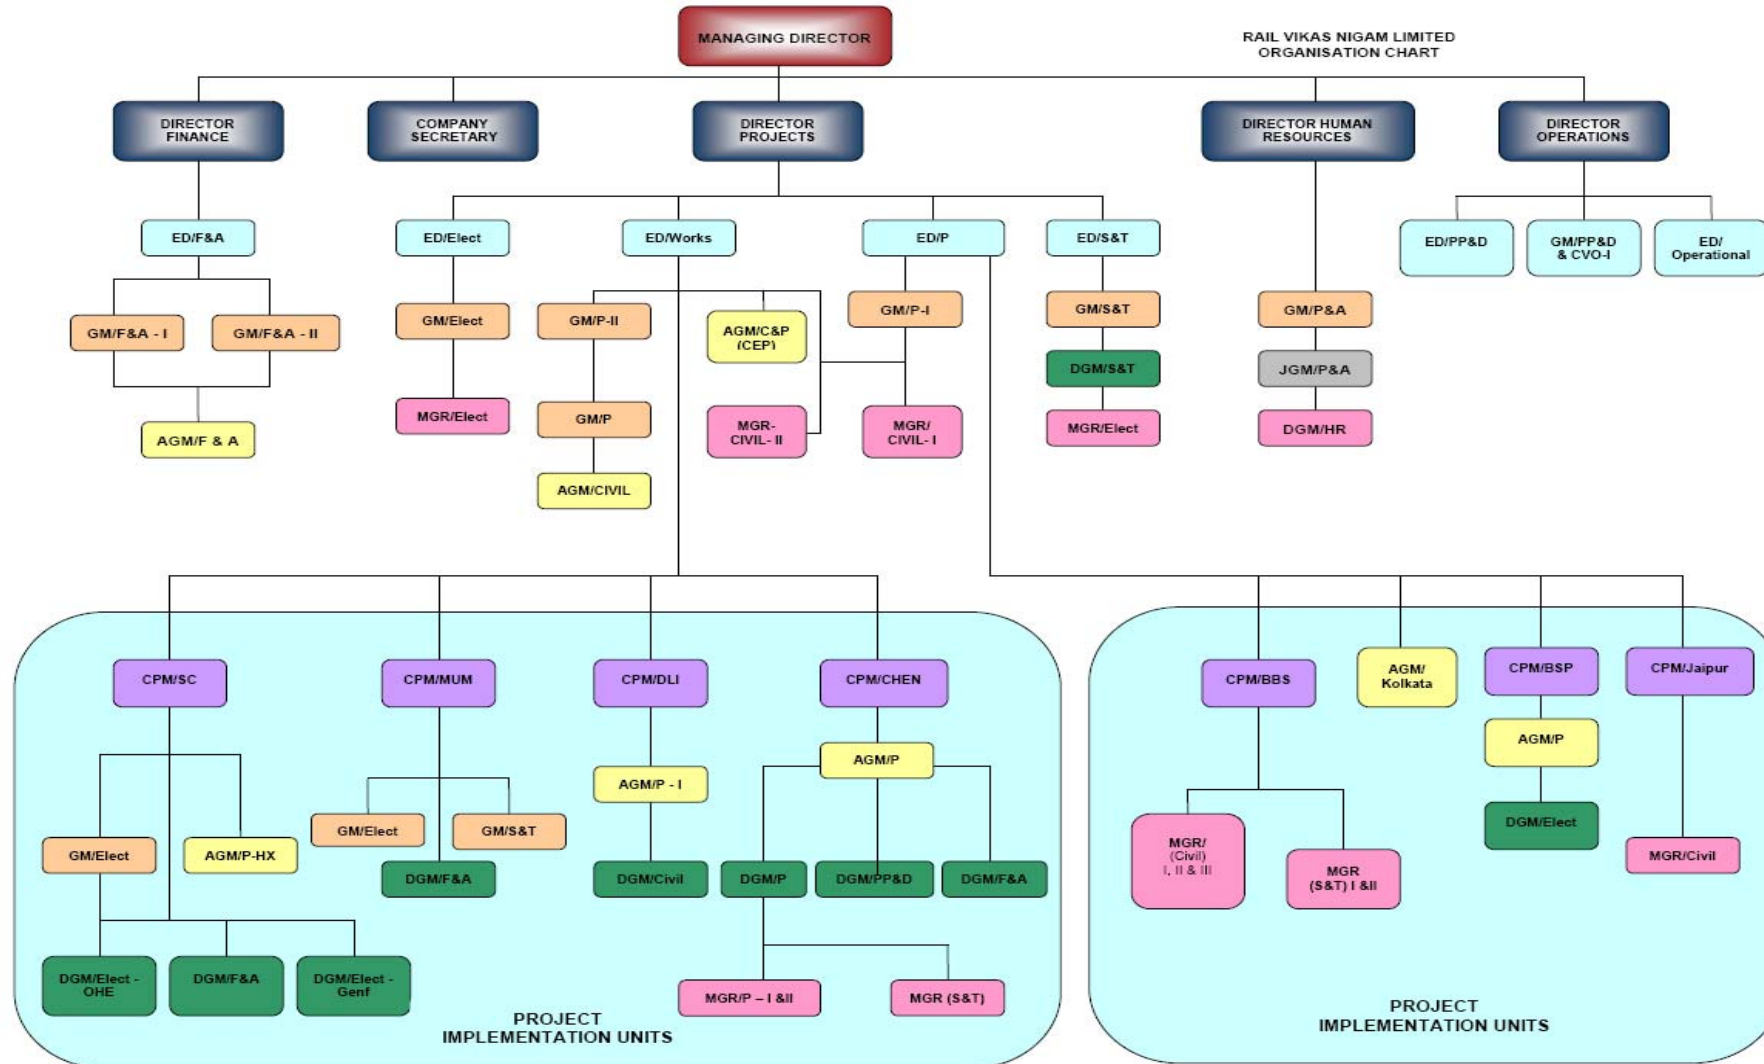 MANAGING DIRECTOR
RAIL VIKAS NIGAM LIMITED
ORGANISATION CHART
DIRECTOR
FINANCE
COMPANY
SECRETARY
DIRECTOR
PROJECTS
DIRECTOR HUMAN
RESOURCES
DIRECTOR
OPERATIONS
ED/F&A
ED/Elect
ED/Works
ED/P
ED/S&T
ED/PP&D
GM/PP&D
& CVO-I
ED/
Operational
GM/F&A - I
GM/F&A - II
GM/Elect
GM/P-II
AGM/C&P
(CEP)
GM/P-I
GM/S&T
GM/P&A
DGM/S&T
JGM/P&A
AGM/F & A
MGR/Elect
GM/P
MGR-
CIVIL- II
MGR/
CIVIL- I
MGR/Elect
DGM/HR
AGM/CIVIL
CPM/SC
CPM/MUM
CPM/DLI
CPM/CHEN
CPM/BBS
AGM/
Kolkata
CPM/BSP
CPM/Jaipur
AGM/P
AGM/P
AGM/P - I
GM/Elect
AGM/P-HX
GM/Elect
GM/S&T
DGM/F&A
DGM/Civil
DGM/P
DGM/PP&D
DGM/F&A
MGR/
(Civil)
I, II & III
MGR
(S&T) I &II
DGM/Elect
MGR/Civil
DGM/Elect -
OHE
DGM/F&A
DGM/Elect -
Genf
MGR/P – I &II
MGR (S&T)
PROJECT
IMPLEMENTATION UNITS
PROJECT
IMPLEMENTATION UNITS